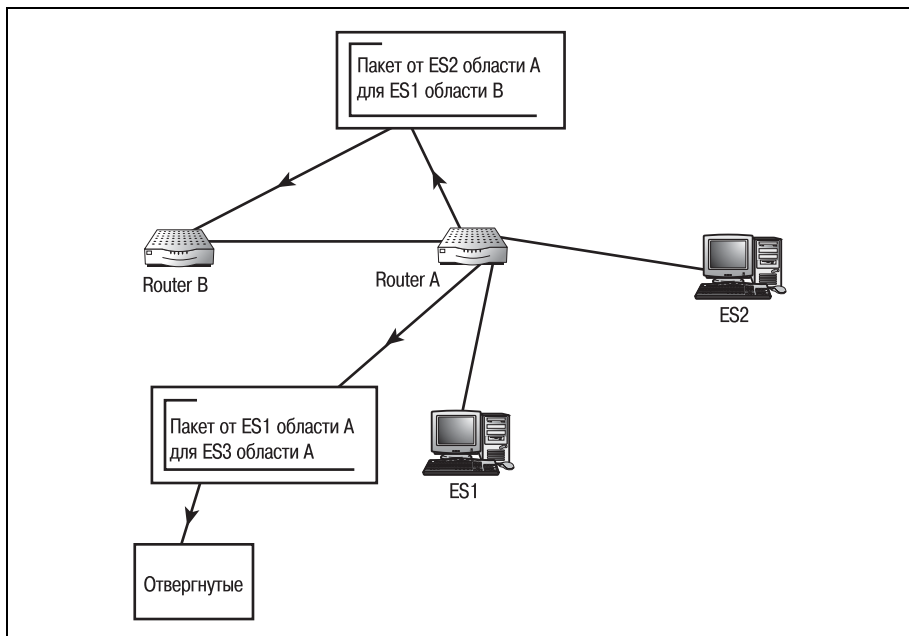 Пакет от ES2 области А
для ES1 области В
Router B
Router A
ES2
Пакет от ES1 области А
для ES3 области А
ES1
Отвергнутые